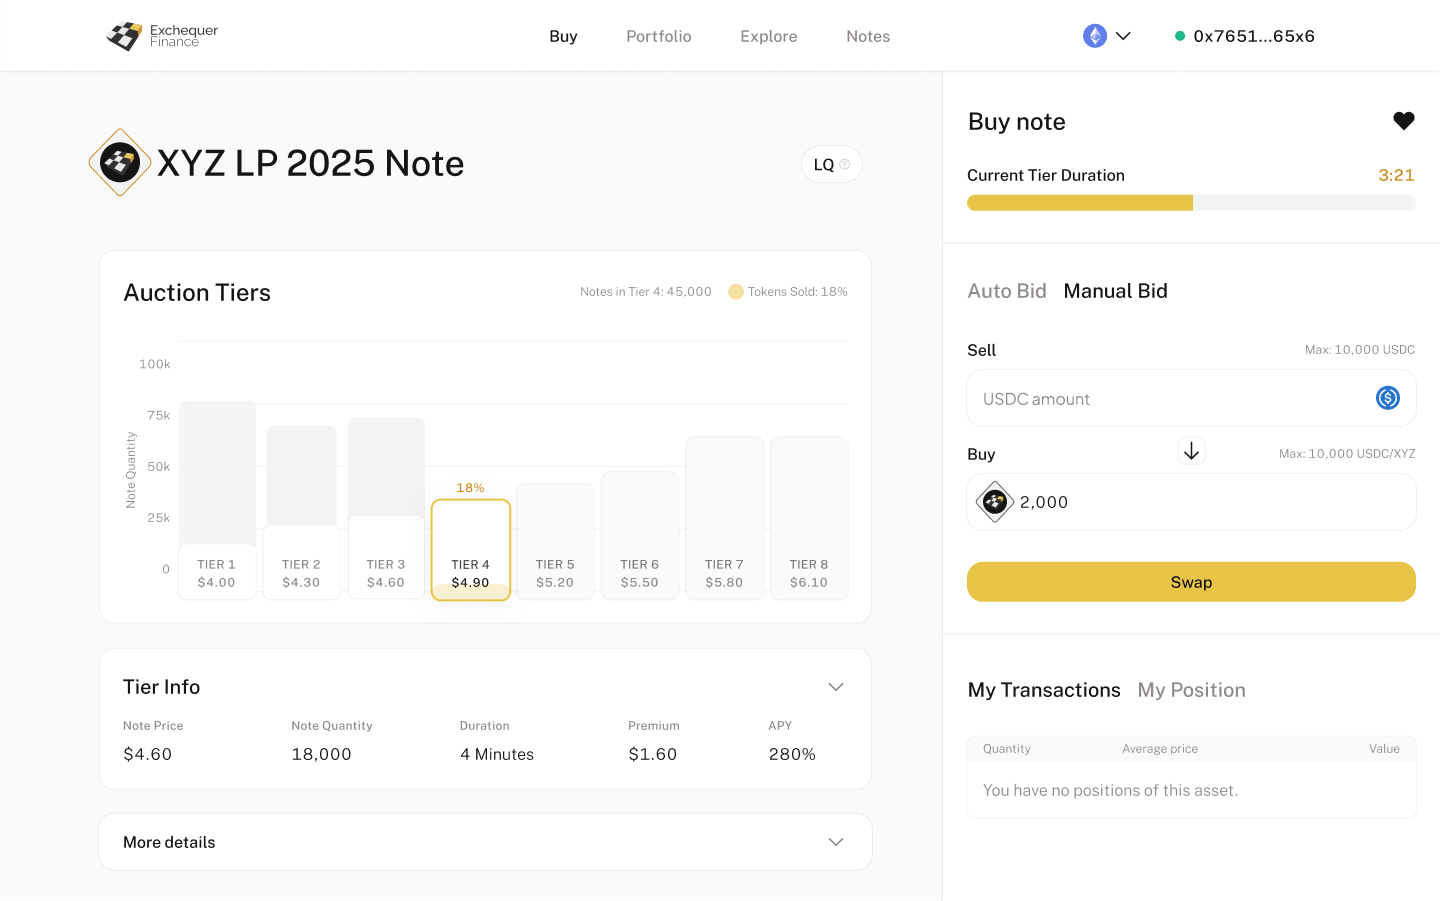 Exchequer
Finance
Buy Portfolio Explore Notes
0x7651...65x6
XYZ LP 2025 Note
LQ
Auction Tiers
Notes in Tier 4: 45,000
Tokens Sold: 18%
Note Quantity
100k
75k
50k
25k
0
18%
TIER 1
$4.00
TIER 2
$4.30
TIER 3
$4.60
TIER 4
$4.90
TIER 5
$5.20
TIER 6
$5.50
TIER 7
$5.80
TIER 8
$6.10
Tier Info
Note Price Note Quantity Duration Premium APY
$4.60 18,000 4 Minutes $1.60 280%
More details
Buy note
Current Tier Duration 3:21
Auto Bid Manual Bid
Sell Max: 10,000 USDC
USDC amount
Buy Max: 10,000 USDC/XYZ
2,000
Swap
My Transactions My Position
Quantity Average price Value
You have no positions of this asset.